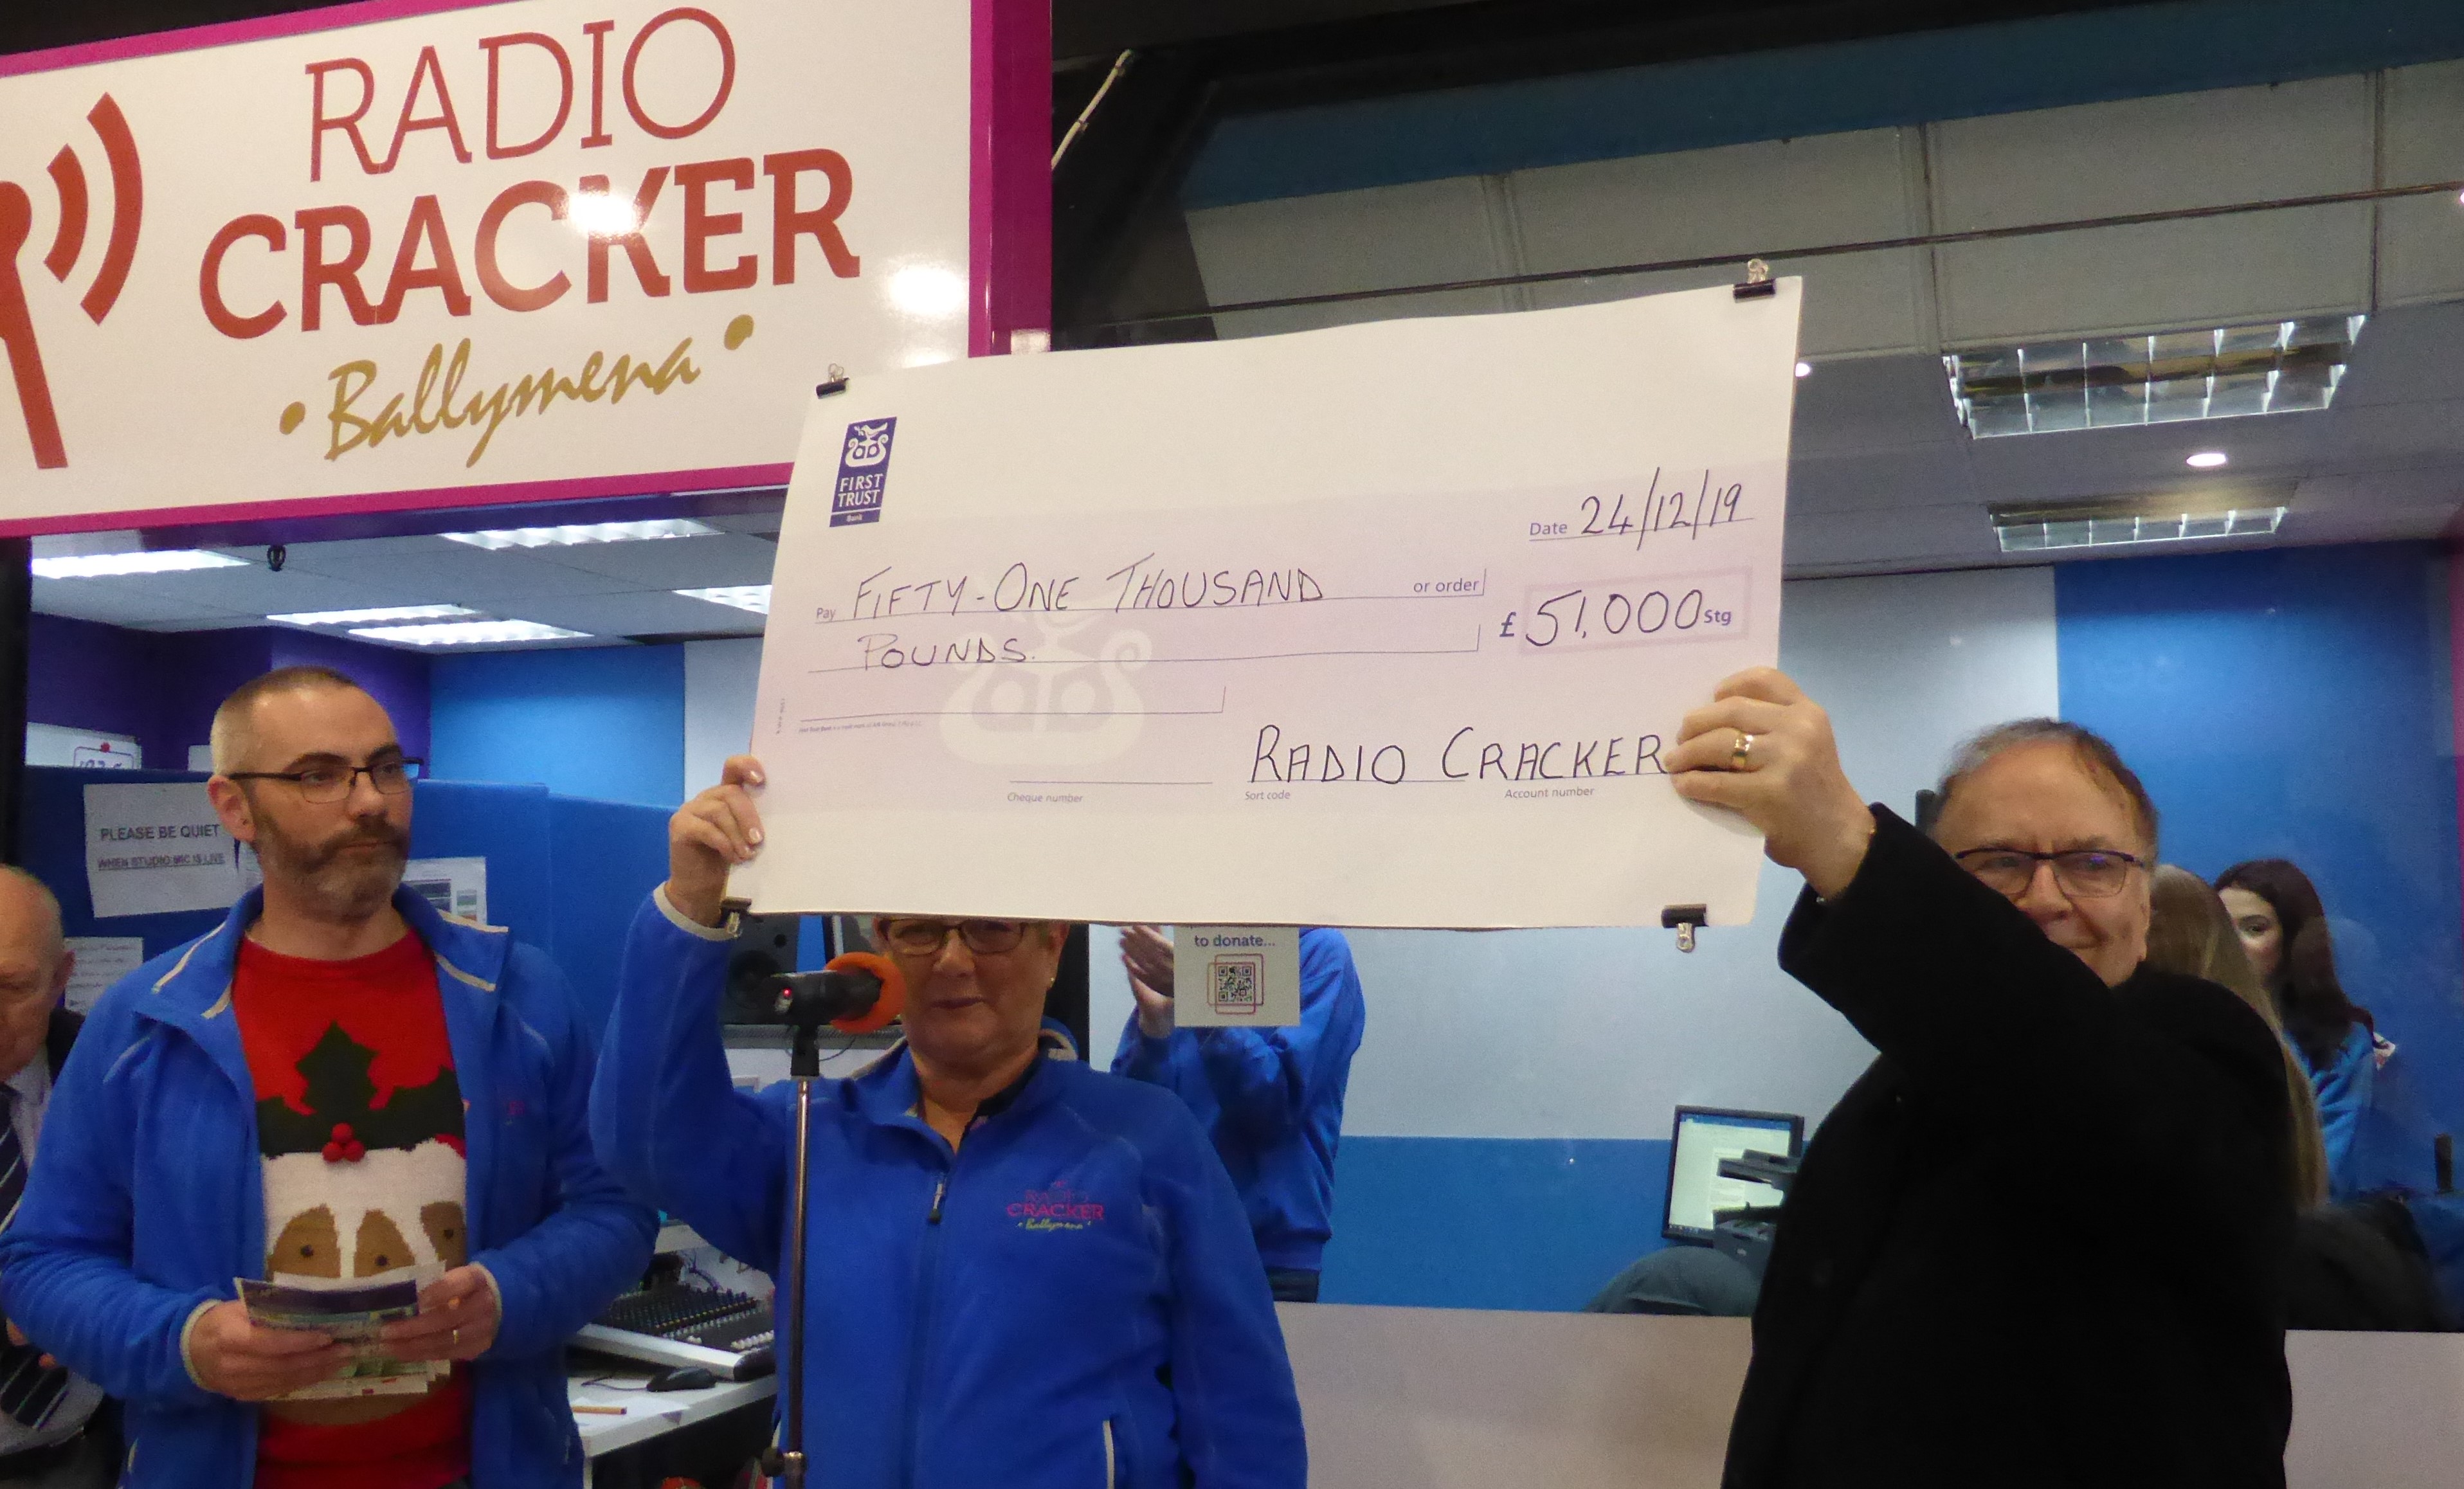 RADIO
CRACKER
• Ballymena •
FIRST
TRUST
Bank
Date 24/12/19
Pay FIFTY-ONE THOUSAND or order
POUNDS.
£ 51,000 Stg
RADIO CRACKER
Cheque number
Sort code
Account number
PLEASE BE QUIET
WHEN STUDIO MIC IS LIVE
to donate...
RADIO
CRACKER
• Ballymena •